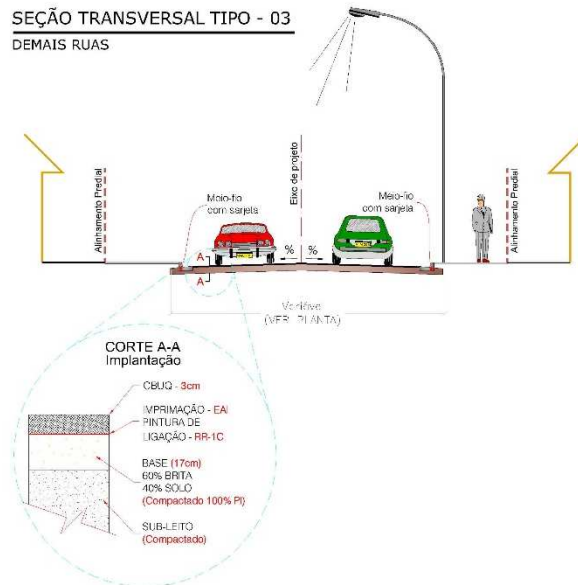 SEÇÃO TRANSVERSAL TIPO - 03
DEMAIS RUAS
Alinhamento Predial
Meio-fio
com sarjeta
Eixo de projeto
Meio-fio
com sarjeta
Alinhamento Predial
A
% %
A
Variável
(VER PLANTA)
CORTE A-A
Implantação
CBUQ - 3cm
IMPRIMAÇÃO - EAI
PINTURA DE
LIGAÇÃO - RR-1C
BASE (17cm)
60% BRITA
40% SOLO
(Compactado 100% PI)
SUB-LEITO
(Compactado)